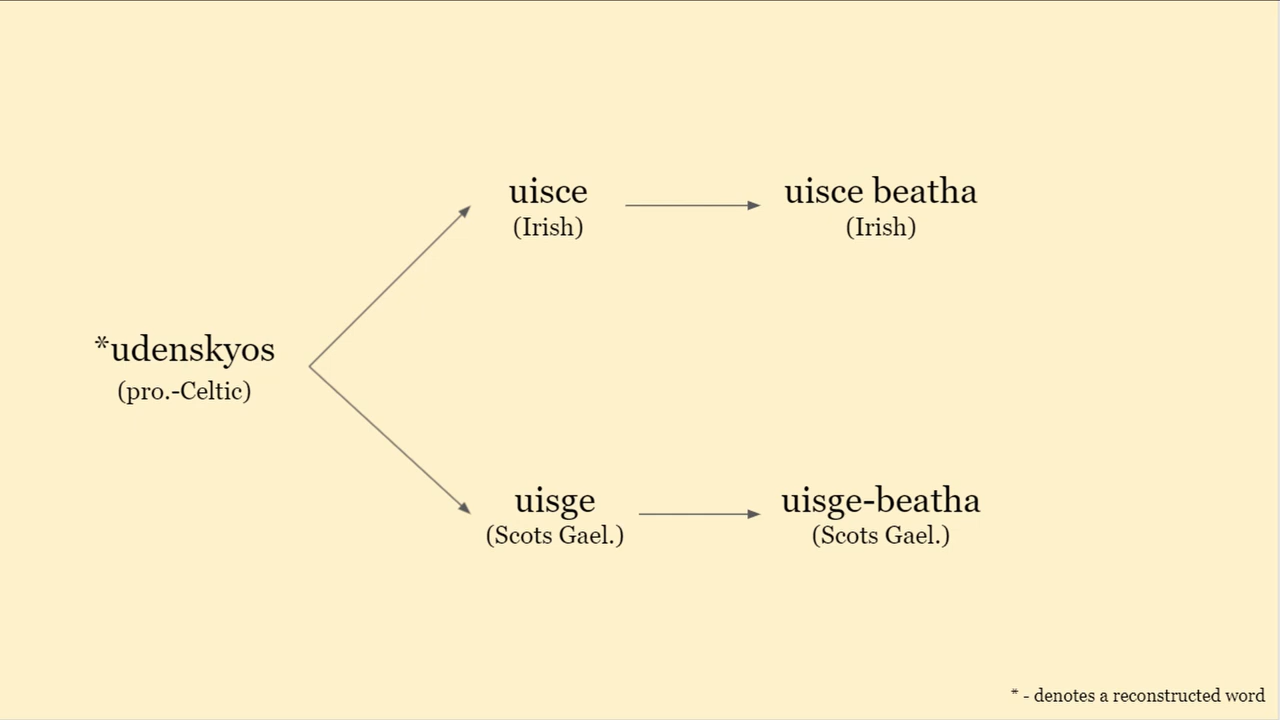 uisce
(Irish)
uisce beatha
(Irish)
*udenskyos
(pro.-Celtic)
uisge
(Scots Gael.)
uisge-beatha
(Scots Gael.)
* - denotes a reconstructed word